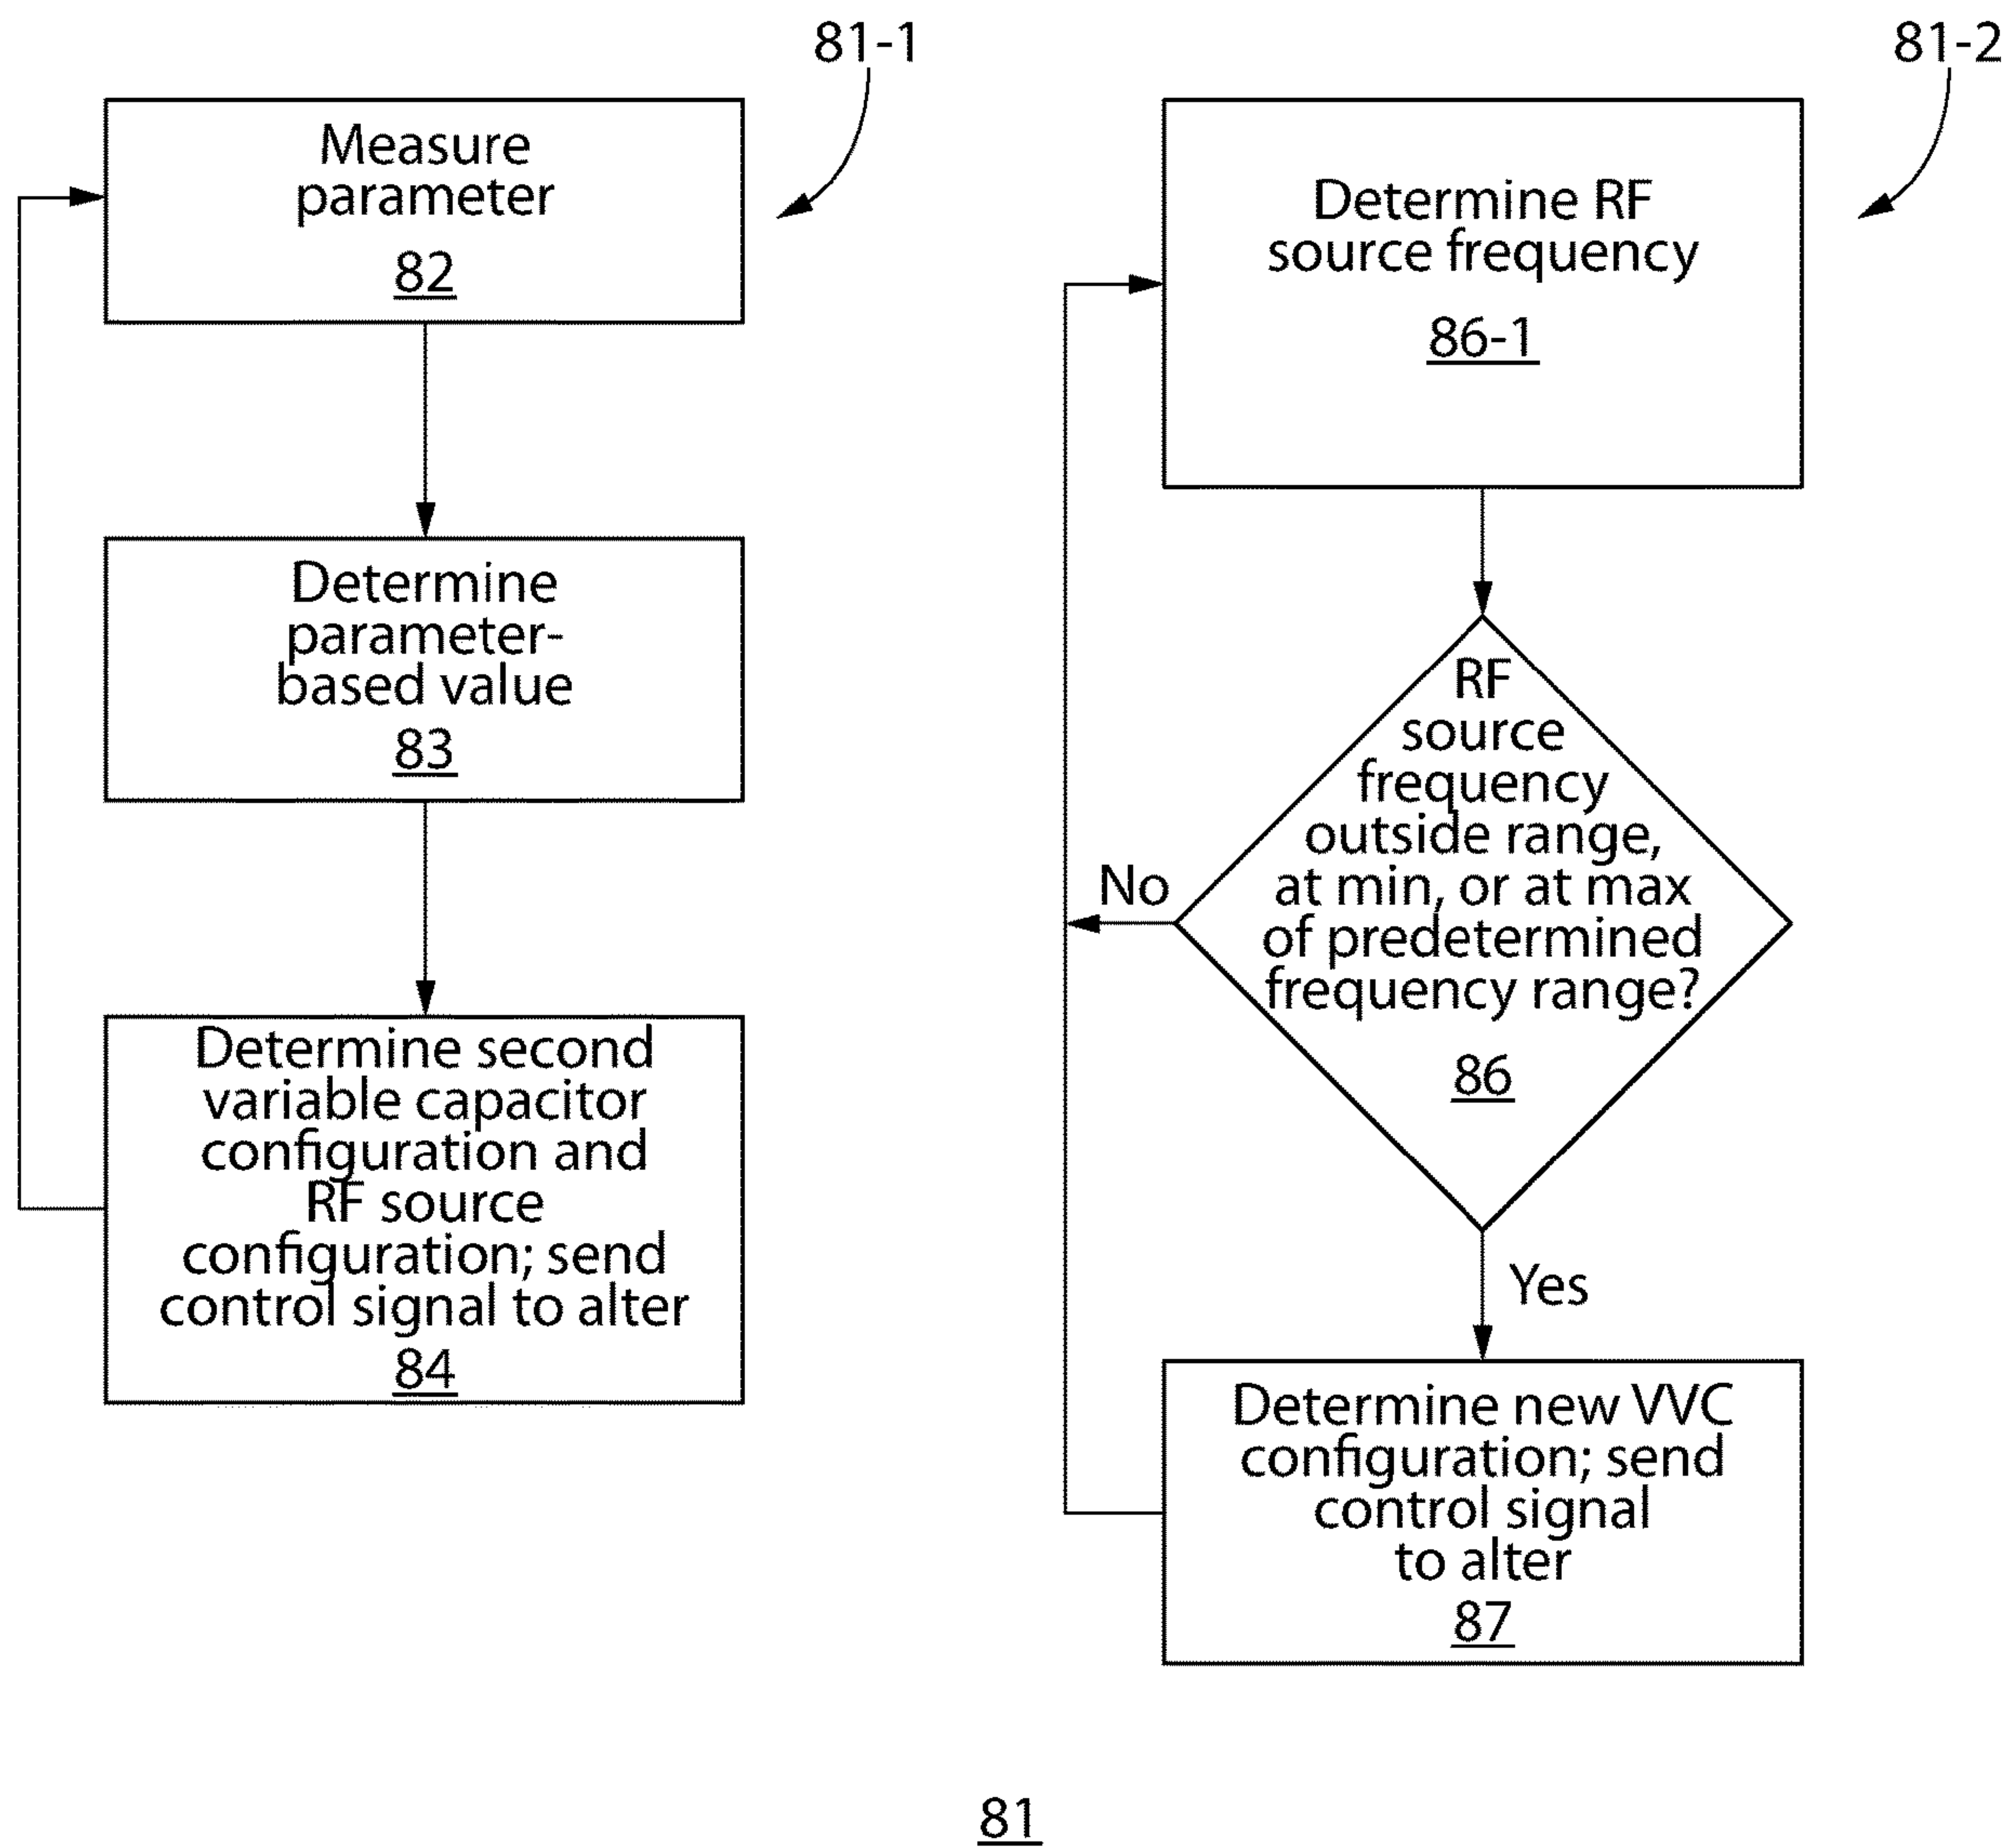 81-1
Measure
parameter
82
Determine
parameter-
based value
83
Determine second
variable capacitor
configuration and
RF source
configuration; send
control signal to alter
84
81-2
Determine RF
source frequency
86-1
RF
source
frequency
outside range,
at min, or at max
of predetermined
frequency range?
86
No
Yes
Determine new VVC
configuration; send
control signal
to alter
87
81